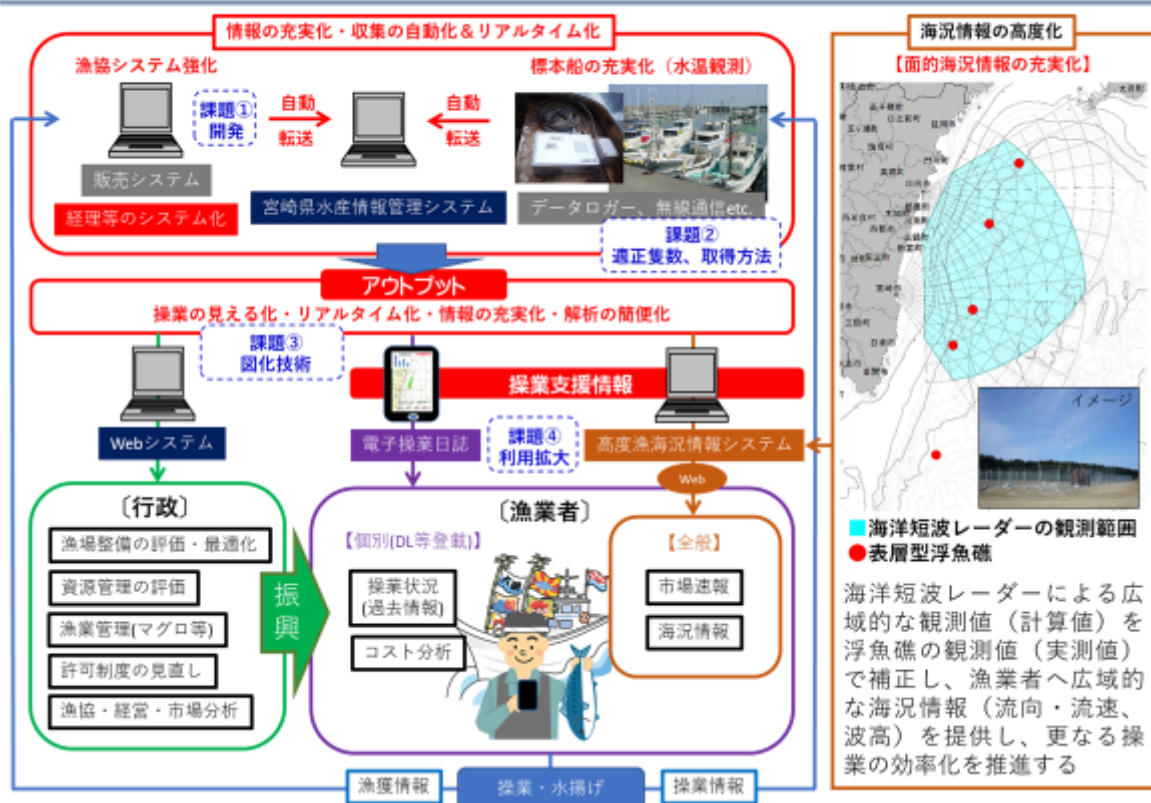 情報の充実化・収集の自動化＆リアルタイム化
漁協システム強化
標本船の充実化（水温観測）
課題①
開発
自動
転送
自動
転送
販売システム
経理等のシステム化
宮崎県水産情報管理システム
データロガー、無線通信etc.
課題②
適正隻数、取得方法
アウトプット
操業の見える化・リアルタイム化・情報の充実化・解析の簡便化
課題③
図化技術
操業支援情報
Webシステム
電子操業日誌
課題④
利用拡大
高度漁海況情報システム
Web
〔行政〕
漁場整備の評価・最適化
資源管理の評価
漁業管理(マグロ等)
許可制度の見直し
漁協・経営・市場分析
振興
〔漁業者〕
【個別(DL等登載)】
操業状況
(過去情報)
コスト分析
【全般】
市場速報
海況情報
漁獲情報
操業・水揚げ
操業情報
海況情報の高度化
【面的海況情報の充実化】
延岡市
門川町
日向市
宮崎市
日南市
イメージ
海洋短波レーダーの観測範囲
表層型浮魚礁
海洋短波レーダーによる広
域的な観測値（計算値）を
浮魚礁の観測値（実測値）
で補正し、漁業者へ広域的
な海況情報（流向・流速、
波高）を提供し、更なる操
業の効率化を推進する